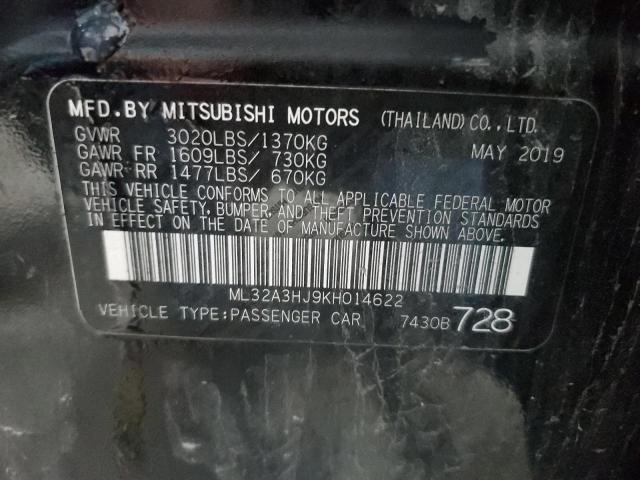 MFD.BY MITSUBISHI MOTORS (THAILAND)CO.,LTD.
GVWR 3020LBS/1370KG MAY 2019
GAWR FR 1609LBS/ 730KG
GAWR RR 1477LBS/ 670KG
THIS VEHICLE CONFORMS TO ALL APPLICABLE FEDERAL MOTOR
VEHICLE SAFETY, BUMPER, AND THEFT PREVENTION STANDARDS
IN EFFECT ON THE DATE OF MANUFACTURE SHOWN ABOVE.
ML32A3HJ9KH014622
VEHICLE TYPE:PASSENGER CAR 7430B 728